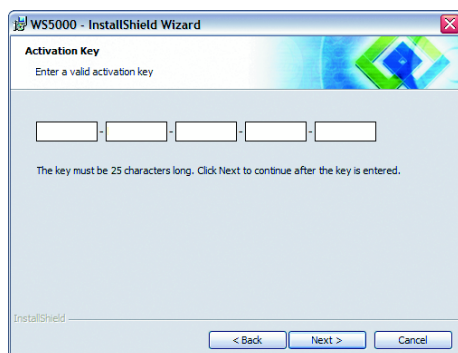 WS5000 - InstallShield Wizard
Activation Key
Enter a valid activation key
- - - -
The key must be 25 characters long. Click Next to continue after the key is entered.
InstallShield
< Back Next > Cancel